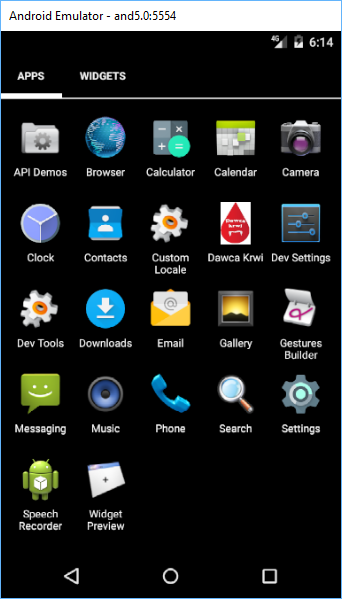 Android Emulator - and5.0:5554
4G 6:14
APPS WIDGETS
API Demos Browser Calculator Calendar Camera
Dawca
krwi
Clock Contacts Custom Locale Dawca Krwi Dev Settings
Dev Tools Downloads Email Gallery Gestures Builder
Messaging Music Phone Search Settings
Speech Recorder Widget Preview